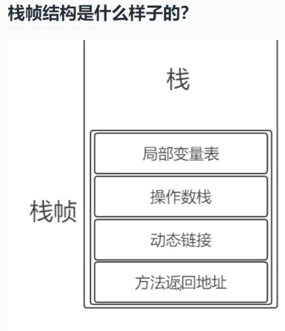 栈帧结构是什么样子的？
栈
局部变量表
操作数栈
栈帧
动态链接
方法返回地址